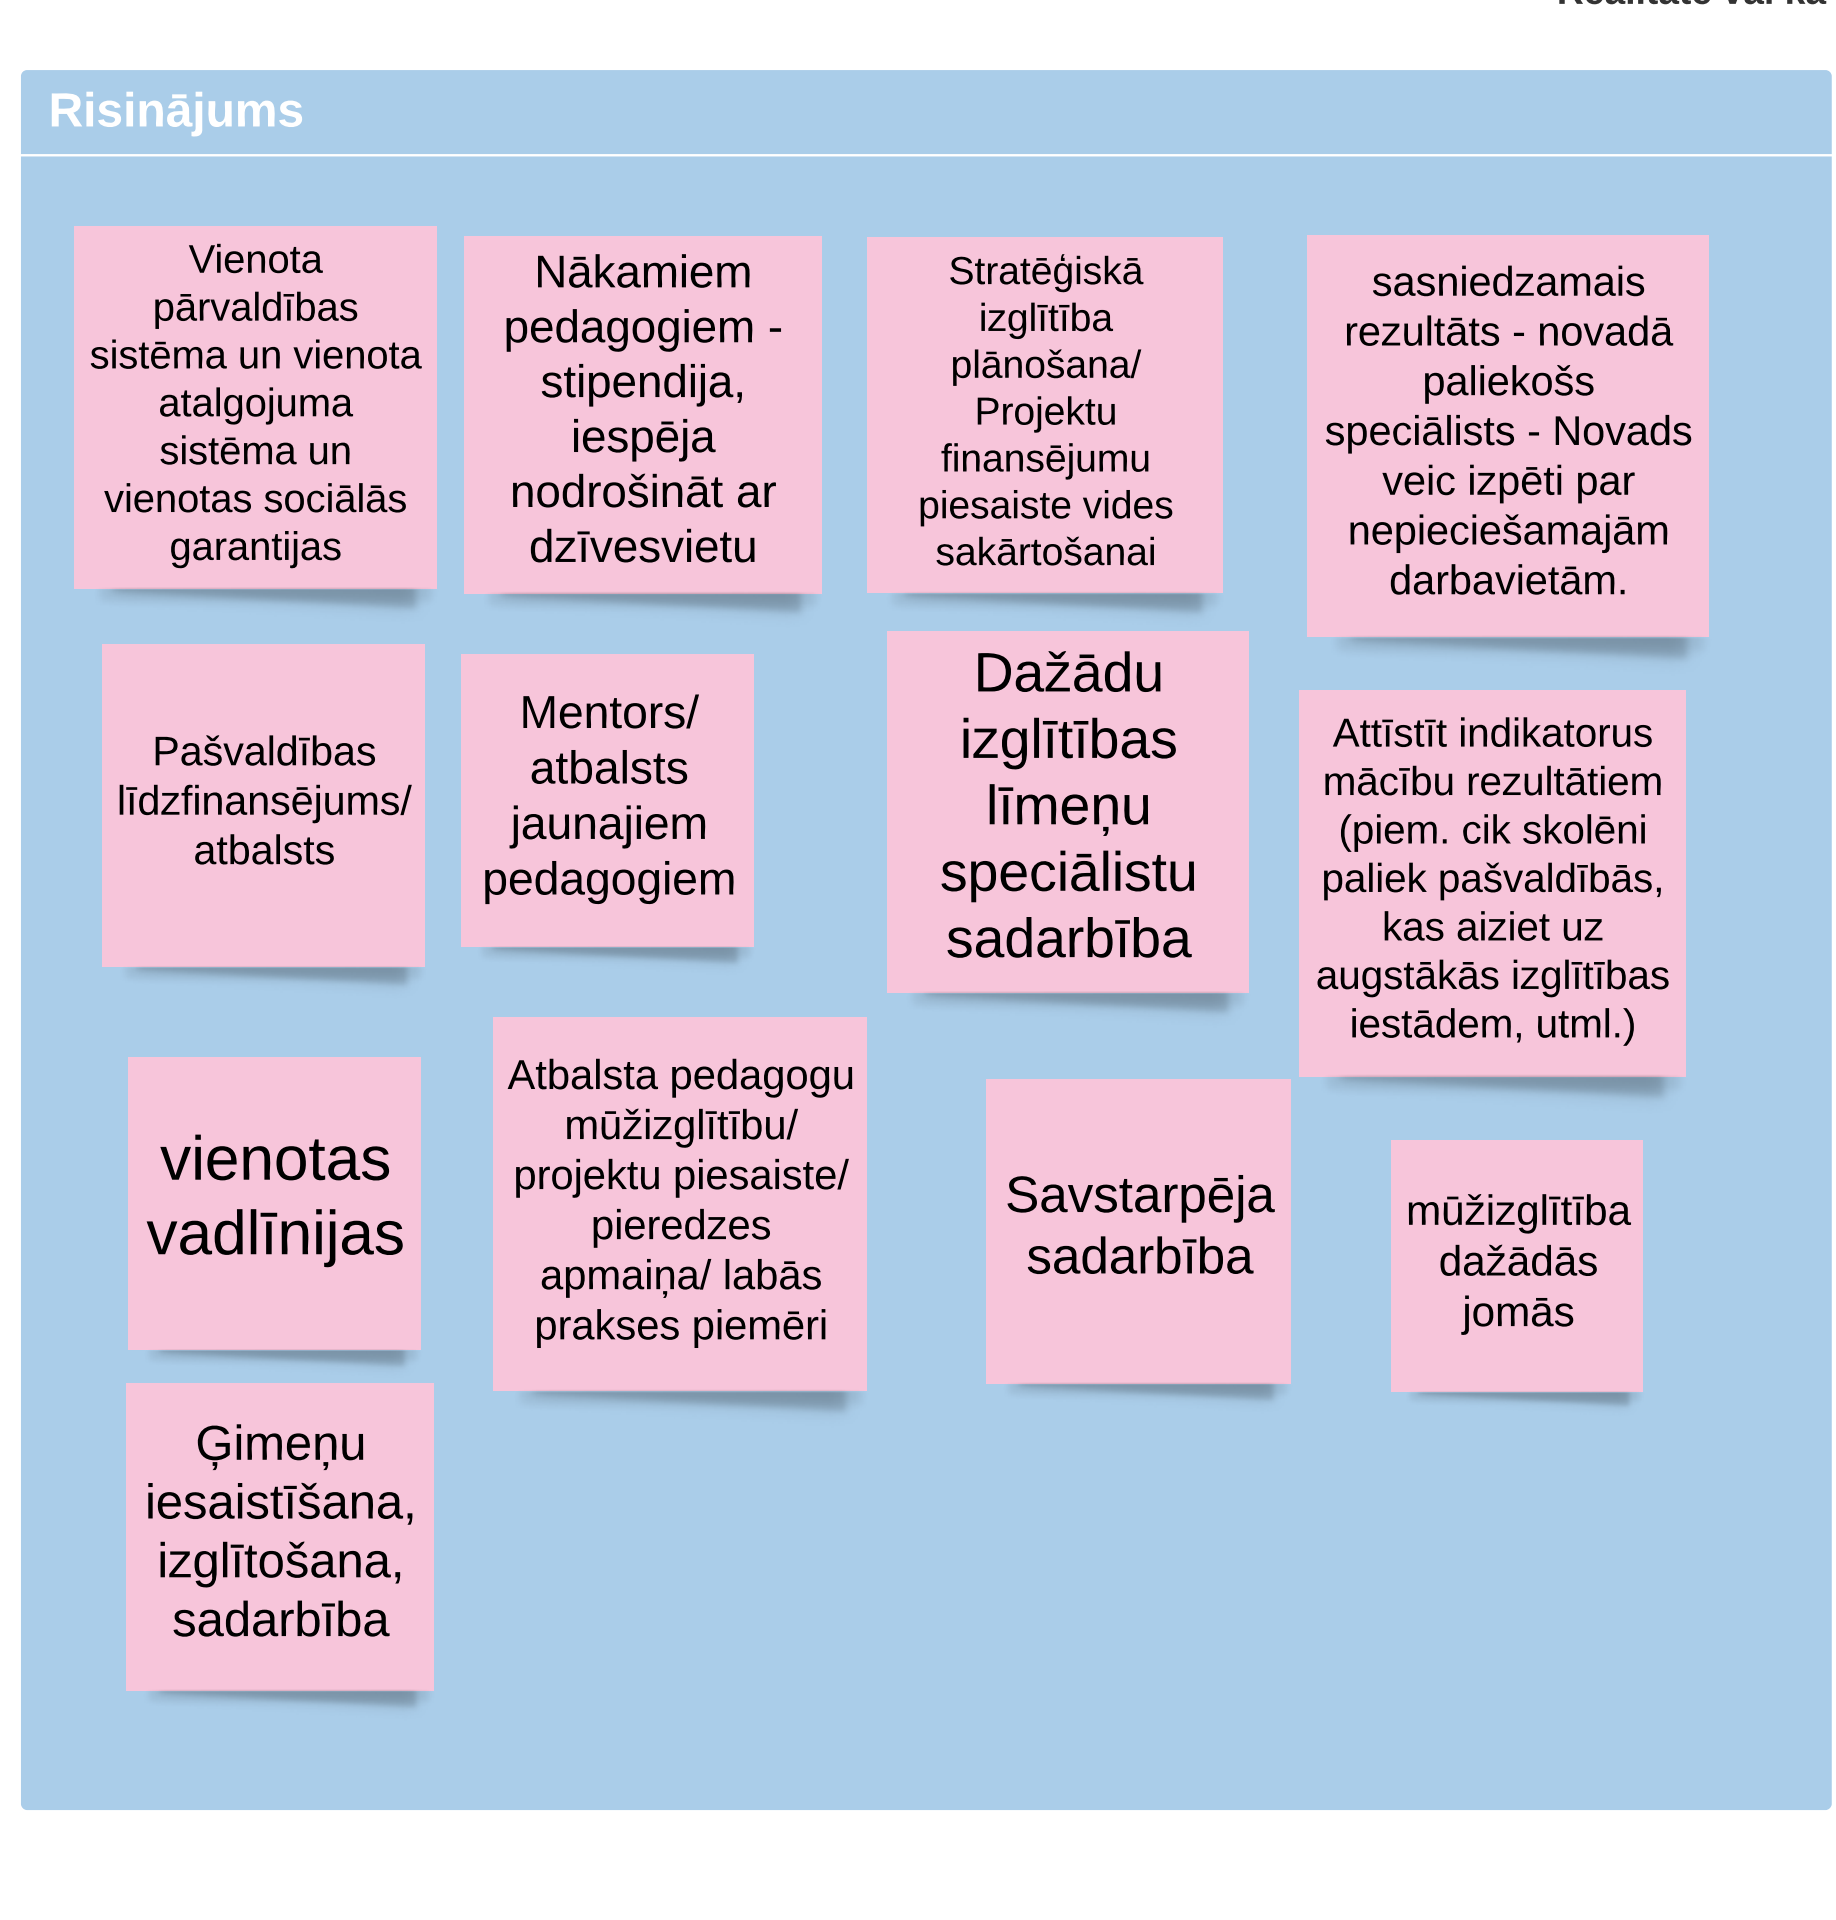 Risinājums
Vienota
pārvaldības
sistēma un vienota
atalgojuma
sistēma un
vienotas sociālās
garantijas
Nākamiem
pedagogiem -
stipendija,
iespēja
nodrošināt ar
dzīvesvietu
Stratēģiskā
izglītība
plānošana/
Projektu
finansējumu
piesaiste vides
sakārtošanai
sasniedzamais
rezultāts - novadā
paliekošs
speciālists - Novads
veic izpēti par
nepieciešamajām
darbavietām.
Pašvaldības
līdzfinansējums/
atbalsts
Mentors/
atbalsts
jaunajiem
pedagogiem
Dažādu
izglītības
līmeņu
speciālistu
sadarbība
Attīstīt indikatorus
mācību rezultātiem
(piem. cik skolēni
paliek pašvaldībās,
kas aiziet uz
augstākās izglītības
iestādem, utml.)
vienotas
vadlīnijas
Atbalsta pedagogu
mūžizglītību/
projektu piesaiste/
pieredzes
apmaiņa/ labās
prakses piemēri
Savstarpēja
sadarbība
mūžizglītība
dažādās
jomās
Ģimeņu
iesaistīšana,
izglītošana,
sadarbība